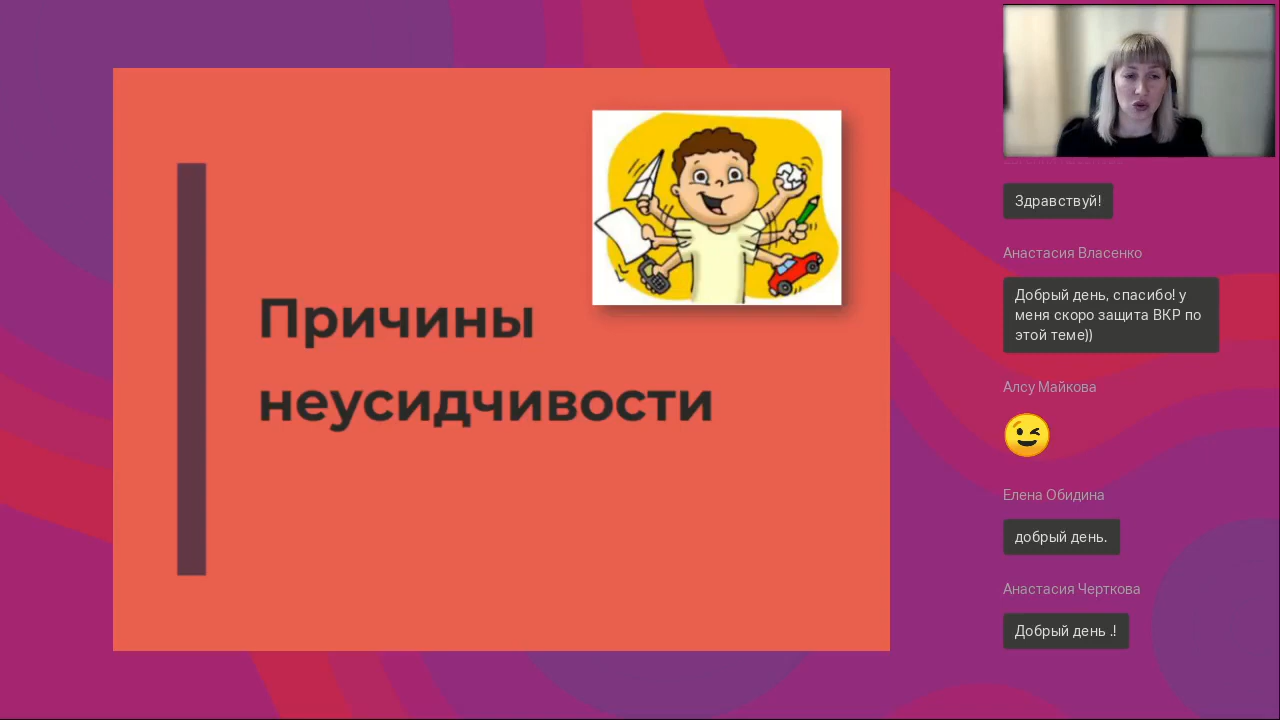 Причины
неусидчивости
Здравствуй!
Анастасия Власенко
Добрый день, спасибо! у
меня скоро защита ВКР по
этой теме))
Алсу Майкова
Елена Обидина
добрый день.
Анастасия Черткова
Добрый день .!